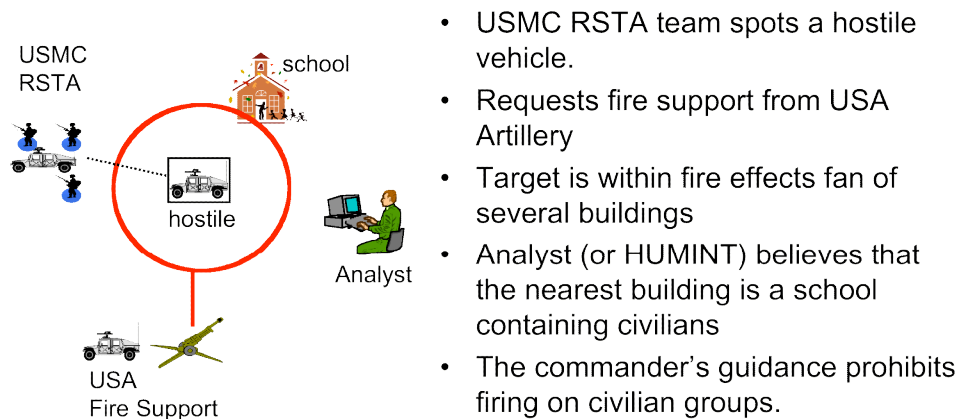 USMC
RSTA
school
hostile
Analyst
USA
Fire Support
• USMC RSTA team spots a hostile
vehicle.
• Requests fire support from USA
Artillery
• Target is within fire effects fan of
several buildings
• Analyst (or HUMINT) believes that
the nearest building is a school
containing civilians
• The commander's guidance prohibits
firing on civilian groups.